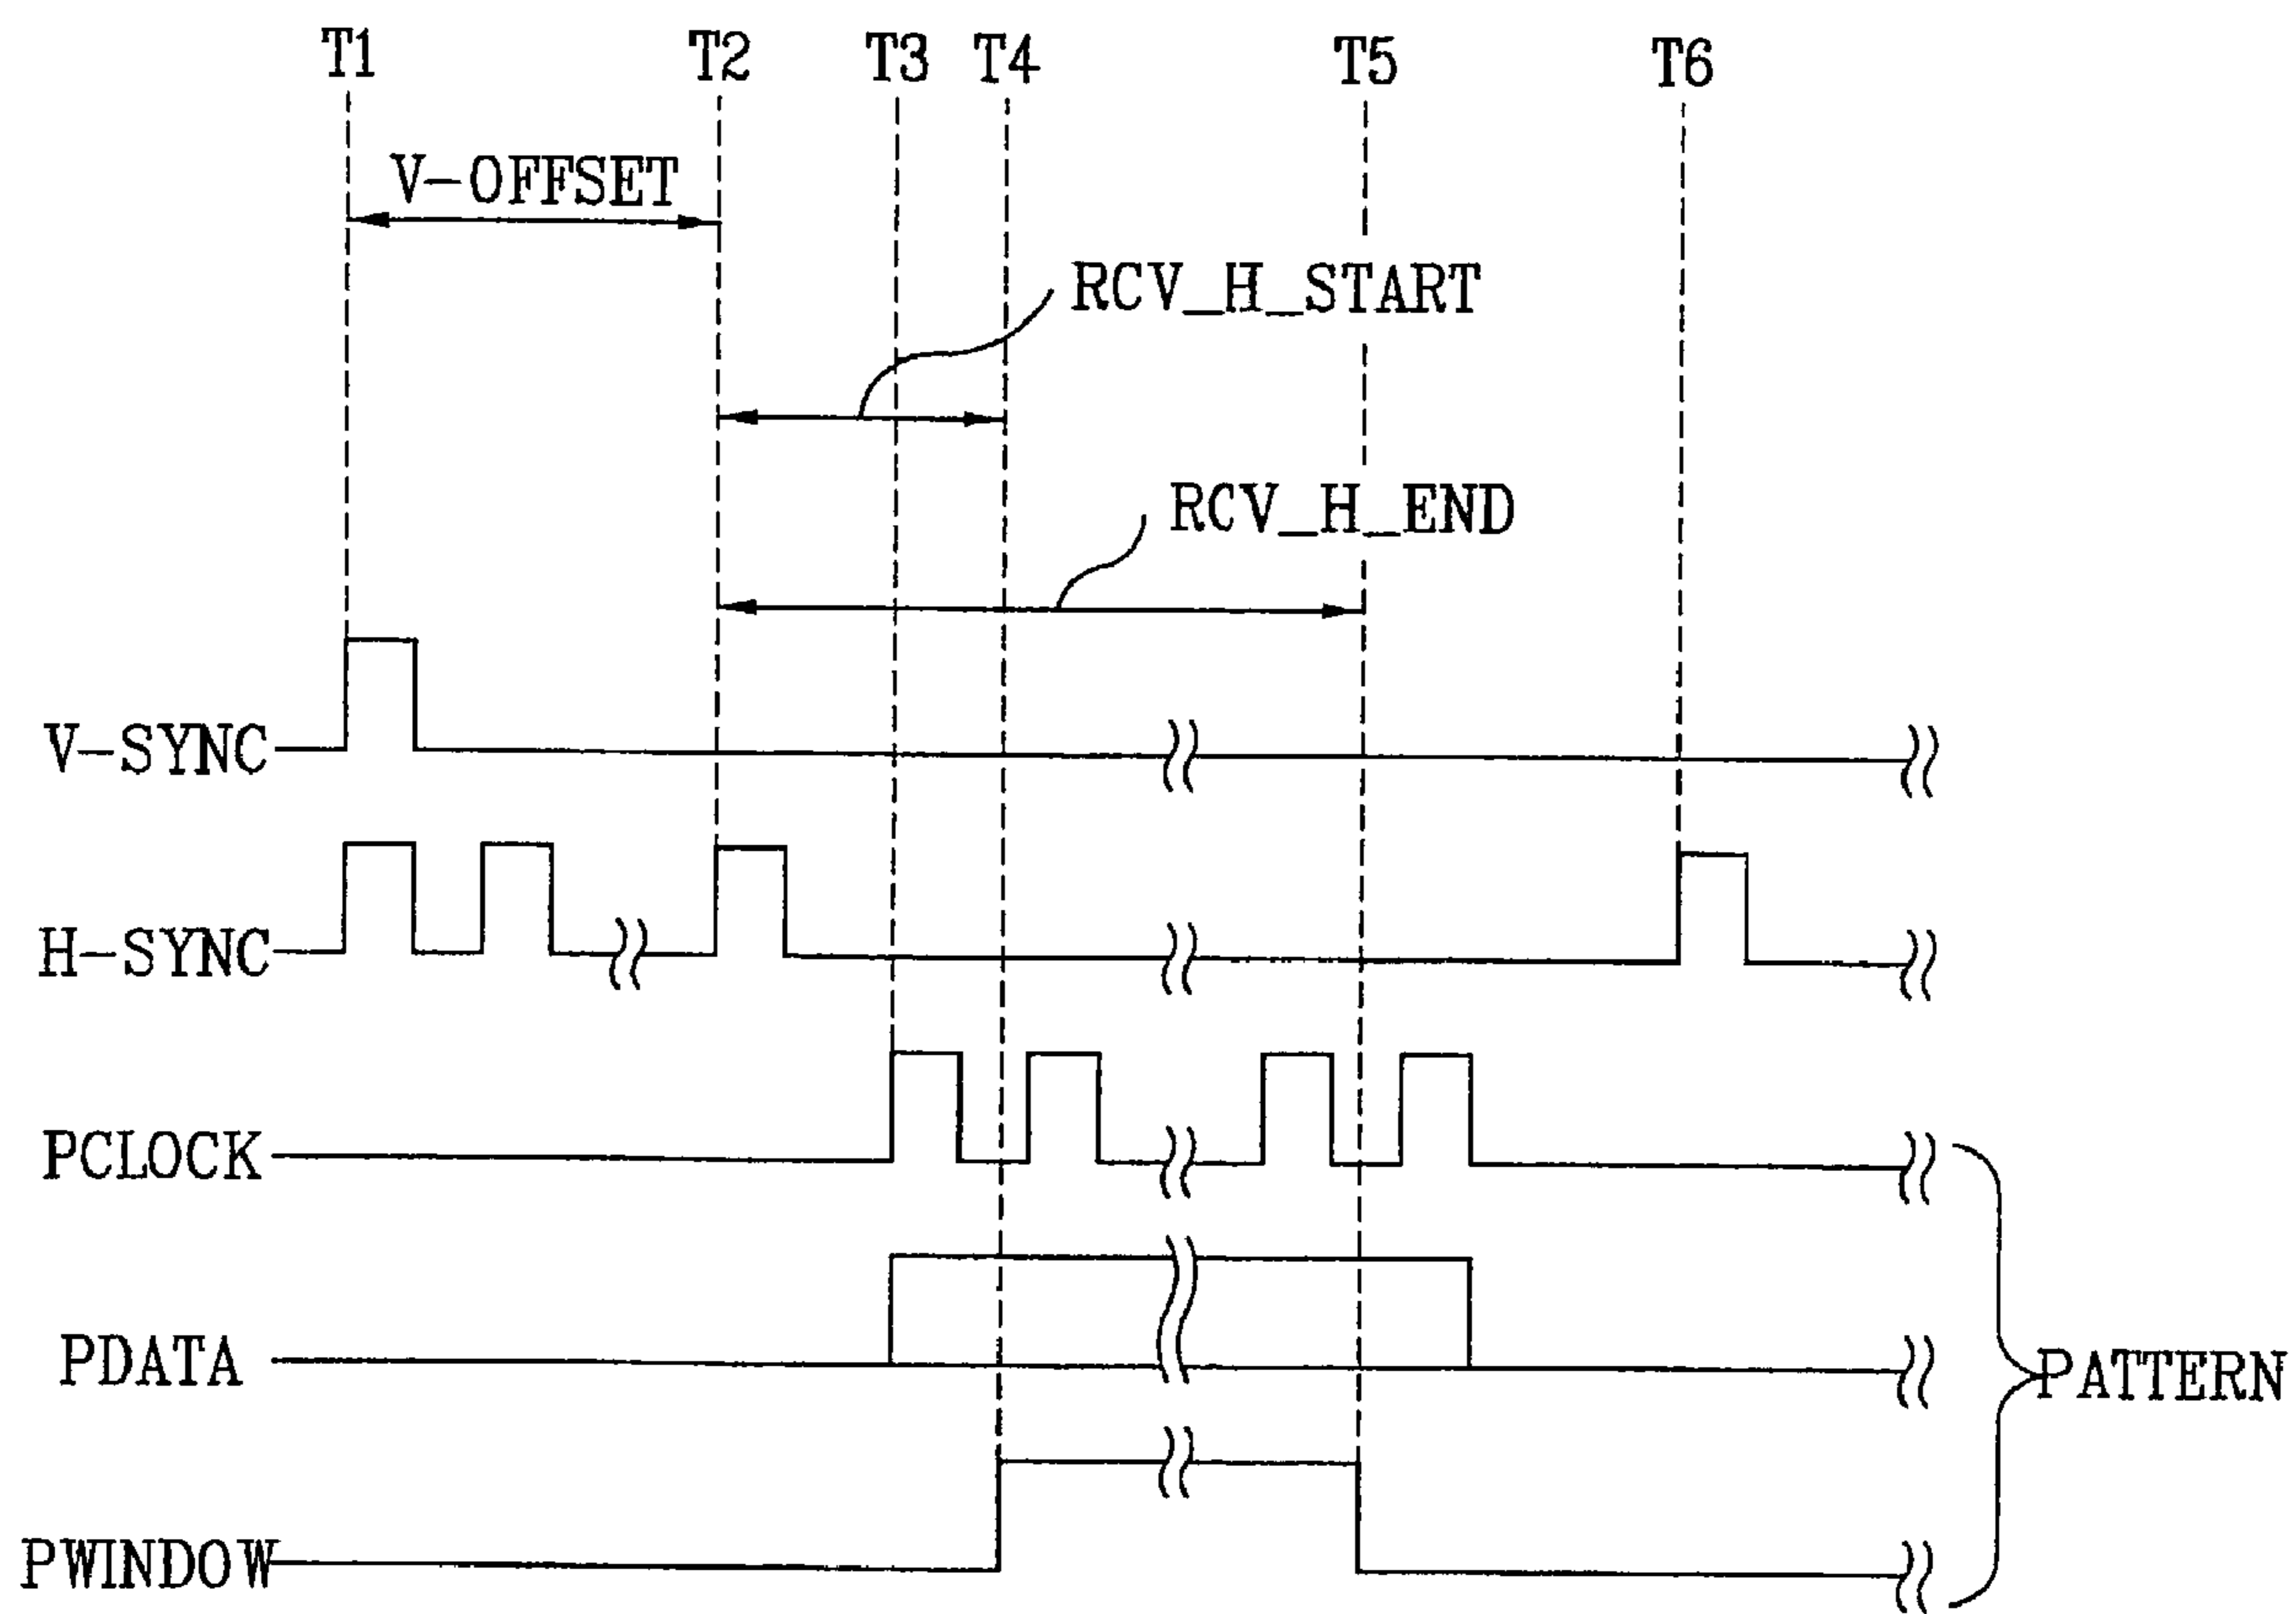 T1 T2 T3 T4 T5 T6
V-OFFSET
RCV_H_START
RCV_H_END
V-SYNC
H-SYNC
PCLOCK
PDATA
PATTERN
PWINDOW